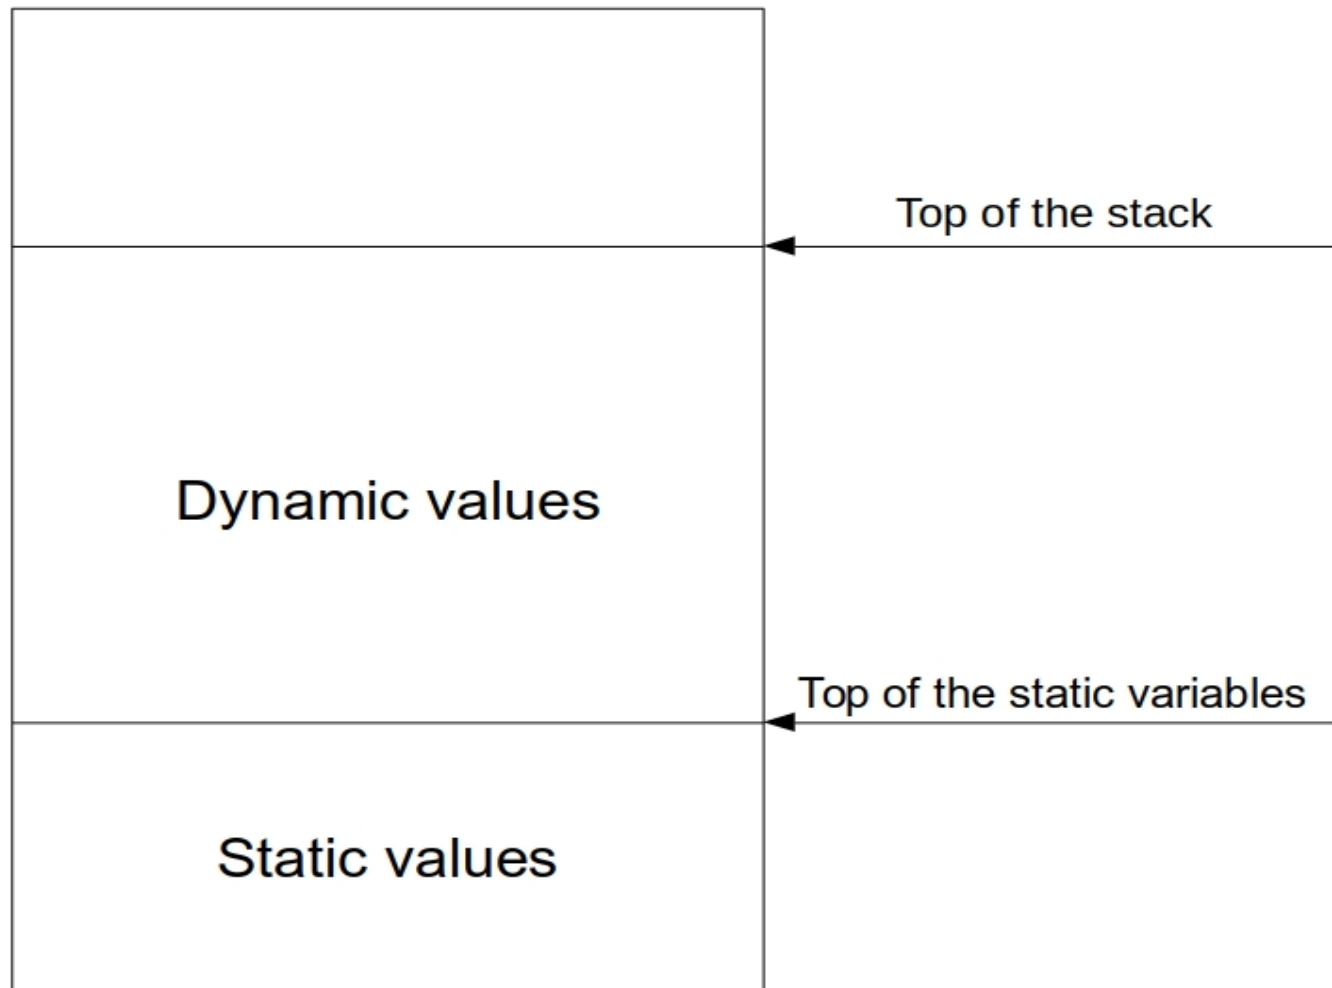 Top of the stack
Dynamic values
Top of the static variables
Static values